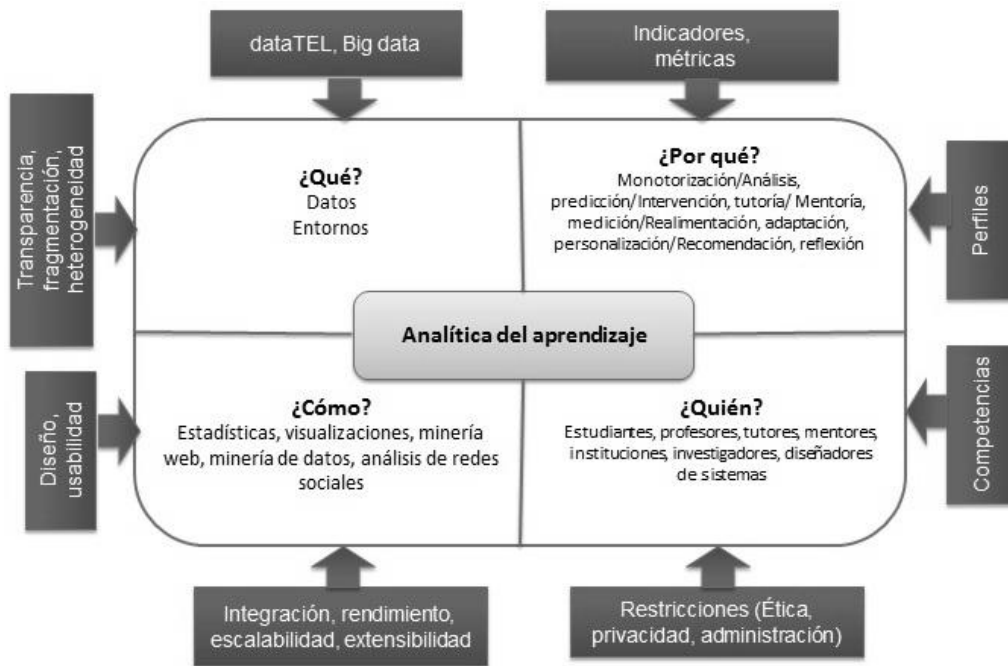 dataTEL, Big data
Indicadores,
métricas
Transparencia,
fragmentación,
heterogeneidad
¿Qué?
Datos
Entornos
¿Por qué?
Monotorización/Análisis,
predicción/Intervención, tutoría/ Mentoría,
medición/Realimentación, adaptación,
personalización/Recomendación, reflexión
Perfiles
Analítica del aprendizaje
Diseño,
usabilidad
¿Cómo?
Estadísticas, visualizaciones, minería
web, minería de datos, análisis de redes
sociales
¿Quién?
Estudiantes, profesores, tutores, mentores,
instituciones, investigadores, diseñadores
de sistemas
Competencias
Integración, rendimiento,
escalabilidad, extensibilidad
Restricciones (Ética,
privacidad, administración)